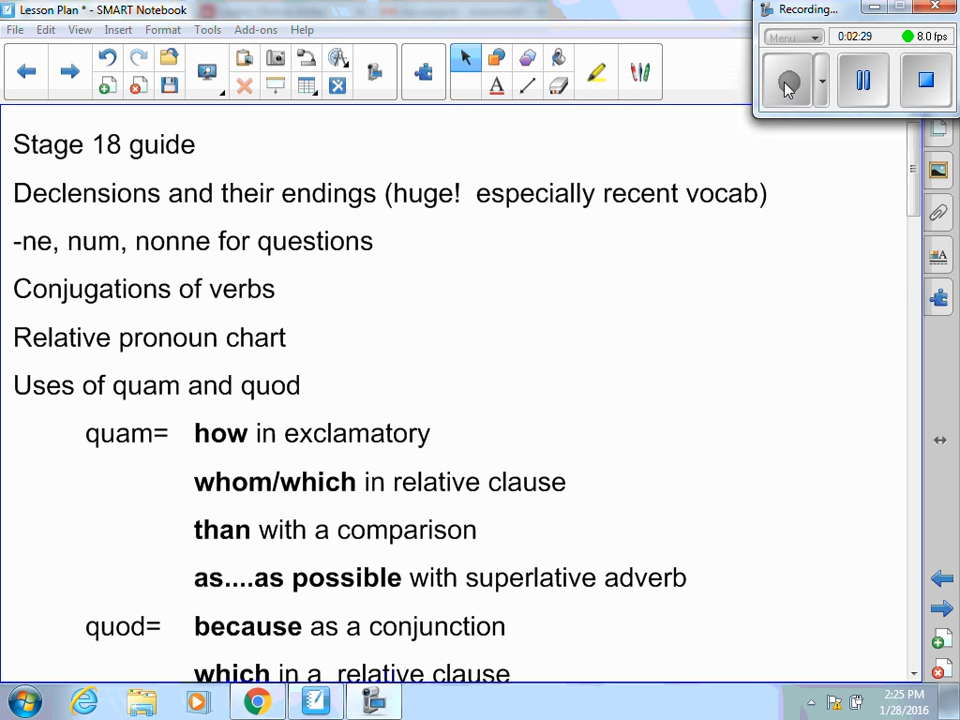 Lesson Plan * - SMART Notebook
Recording...
File Edit View Insert Format Tools Add-ons Help
Menu 0:02:29 8.0 fps
Stage 18 guide
Declensions and their endings (huge!  especially recent vocab)
-ne, num, nonne for questions
Conjugations of verbs
Relative pronoun chart
Uses of quam and quod
quam= how in exclamatory
whom/which in relative clause
than with a comparison
as....as possible with superlative adverb
quod= because as a conjunction
which in a  relative clause
2:25 PM
1/28/2016